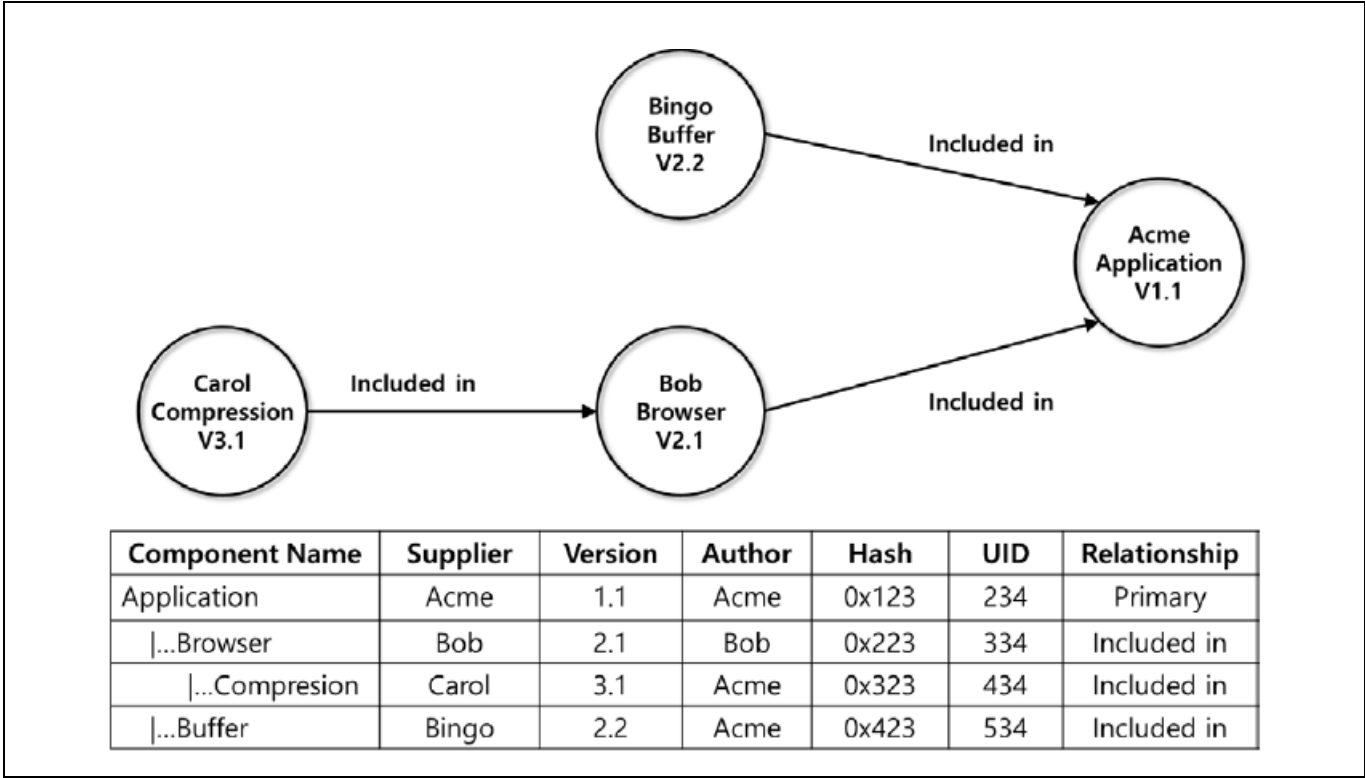 Bingo
Buffer
V2.2
Included in
Acme
Application
V1.1
Carol
Compression
V3.1
Included in
Bob
Browser
V2.1
Included in
Component Name Supplier Version Author Hash UID Relationship
Application Acme 1.1 Acme 0x123 234 Primary
|...Browser Bob 2.1 Bob 0x223 334 Included in
|...Compresion Carol 3.1 Acme 0x323 434 Included in
|...Buffer Bingo 2.2 Acme 0x423 534 Included in